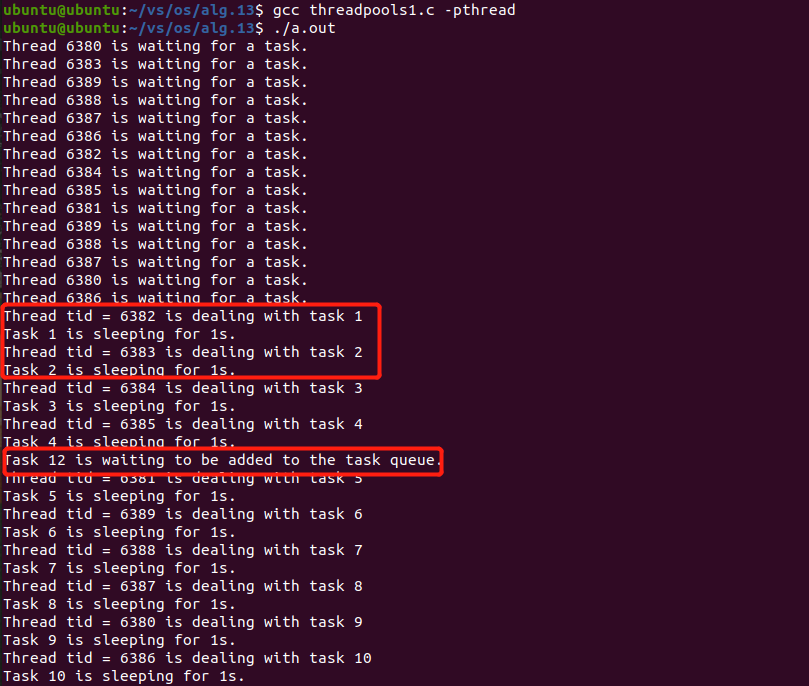 ubuntu@ubuntu:~/vs/os/alg.13$ gcc threadpools1.c -pthread
ubuntu@ubuntu:~/vs/os/alg.13$ ./a.out
Thread 6380 is waiting for a task.
Thread 6383 is waiting for a task.
Thread 6389 is waiting for a task.
Thread 6388 is waiting for a task.
Thread 6387 is waiting for a task.
Thread 6386 is waiting for a task.
Thread 6382 is waiting for a task.
Thread 6384 is waiting for a task.
Thread 6385 is waiting for a task.
Thread 6381 is waiting for a task.
Thread 6389 is waiting for a task.
Thread 6388 is waiting for a task.
Thread 6387 is waiting for a task.
Thread 6380 is waiting for a task.
Thread 6386 is waiting for a task.
Thread tid = 6382 is dealing with task 1
Task 1 is sleeping for 1s.
Thread tid = 6383 is dealing with task 2
Task 2 is sleeping for 1s.
Thread tid = 6384 is dealing with task 3
Task 3 is sleeping for 1s.
Thread tid = 6385 is dealing with task 4
Task 4 is sleeping for 1s.
Task 12 is waiting to be added to the task queue.
Thread tid = 6381 is dealing with task 5
Task 5 is sleeping for 1s.
Thread tid = 6389 is dealing with task 6
Task 6 is sleeping for 1s.
Thread tid = 6388 is dealing with task 7
Task 7 is sleeping for 1s.
Thread tid = 6387 is dealing with task 8
Task 8 is sleeping for 1s.
Thread tid = 6380 is dealing with task 9
Task 9 is sleeping for 1s.
Thread tid = 6386 is dealing with task 10
Task 10 is sleeping for 1s.